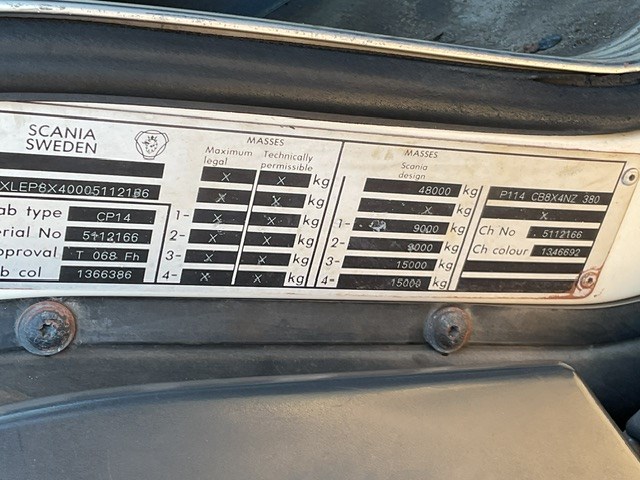 SCANIA
SWEDEN
XLEP8X40005112186
ab type CP14
erial No 5112166
pproval T 068 Fh
b col 1366386
MASSES
Maximum legal
Technically permissible
X X kg
X X kg
1- X X kg
2- X X kg
3- X X kg
4- X X kg
MASSES
Scania design
48000 kg
X kg
1- 9000 kg
2- 9000 kg
3- 15000 kg
4- 15000 kg
P114 CB8X4NZ 380
X
Ch No 5112166
Ch colour 1346692